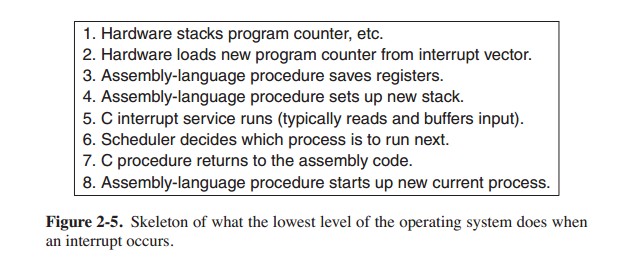 1. Hardware stacks program counter, etc.
2. Hardware loads new program counter from interrupt vector.
3. Assembly-language procedure saves registers.
4. Assembly-language procedure sets up new stack.
5. C interrupt service runs (typically reads and buffers input).
6. Scheduler decides which process is to run next.
7. C procedure returns to the assembly code.
8. Assembly-language procedure starts up new current process.
Figure 2-5. Skeleton of what the lowest level of the operating system does when
an interrupt occurs.